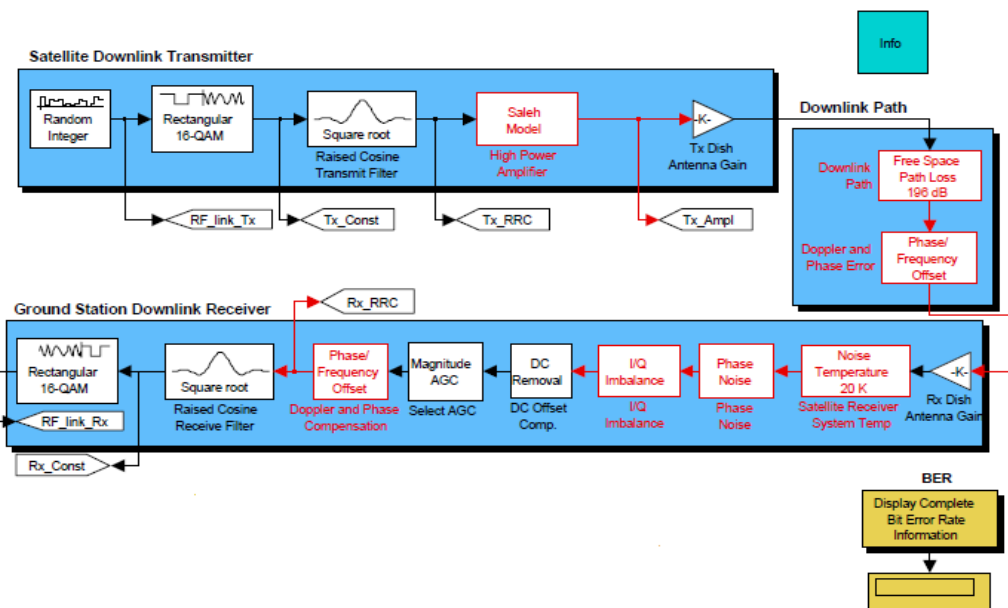 Info
Satellite Downlink Transmitter
Random
Integer
Rectangular
16-QAM
Square root
Raised Cosine
Transmit Filter
Saleh
Model
High Power
Amplifier
-K-
Tx Dish
Antenna Gain
RF_link_Tx
Tx_Const
Tx_RRC
Tx_Ampl
Downlink Path
Downlink
Path
Free Space
Path Loss
196 dB
Doppler and
Phase Error
Phase/
Frequency
Offset
Rx_RRC
Ground Station Downlink Receiver
Rectangular
16-QAM
RF_link_Rx
Rx_Const
Square root
Raised Cosine
Receive Filter
Phase/
Frequency
Offset
Doppler and Phase
Compensation
Magnitude
AGC
Select AGC
DC
Removal
DC Offset
Comp.
I/Q
Imbalance
I/Q
Imbalance
Phase
Noise
Phase
Noise
Noise
Temperature
20 K
Satellite Receiver
System Temp
-K-
Rx Dish
Antenna Gain
BER
Display Complete
Bit Error Rate
Information